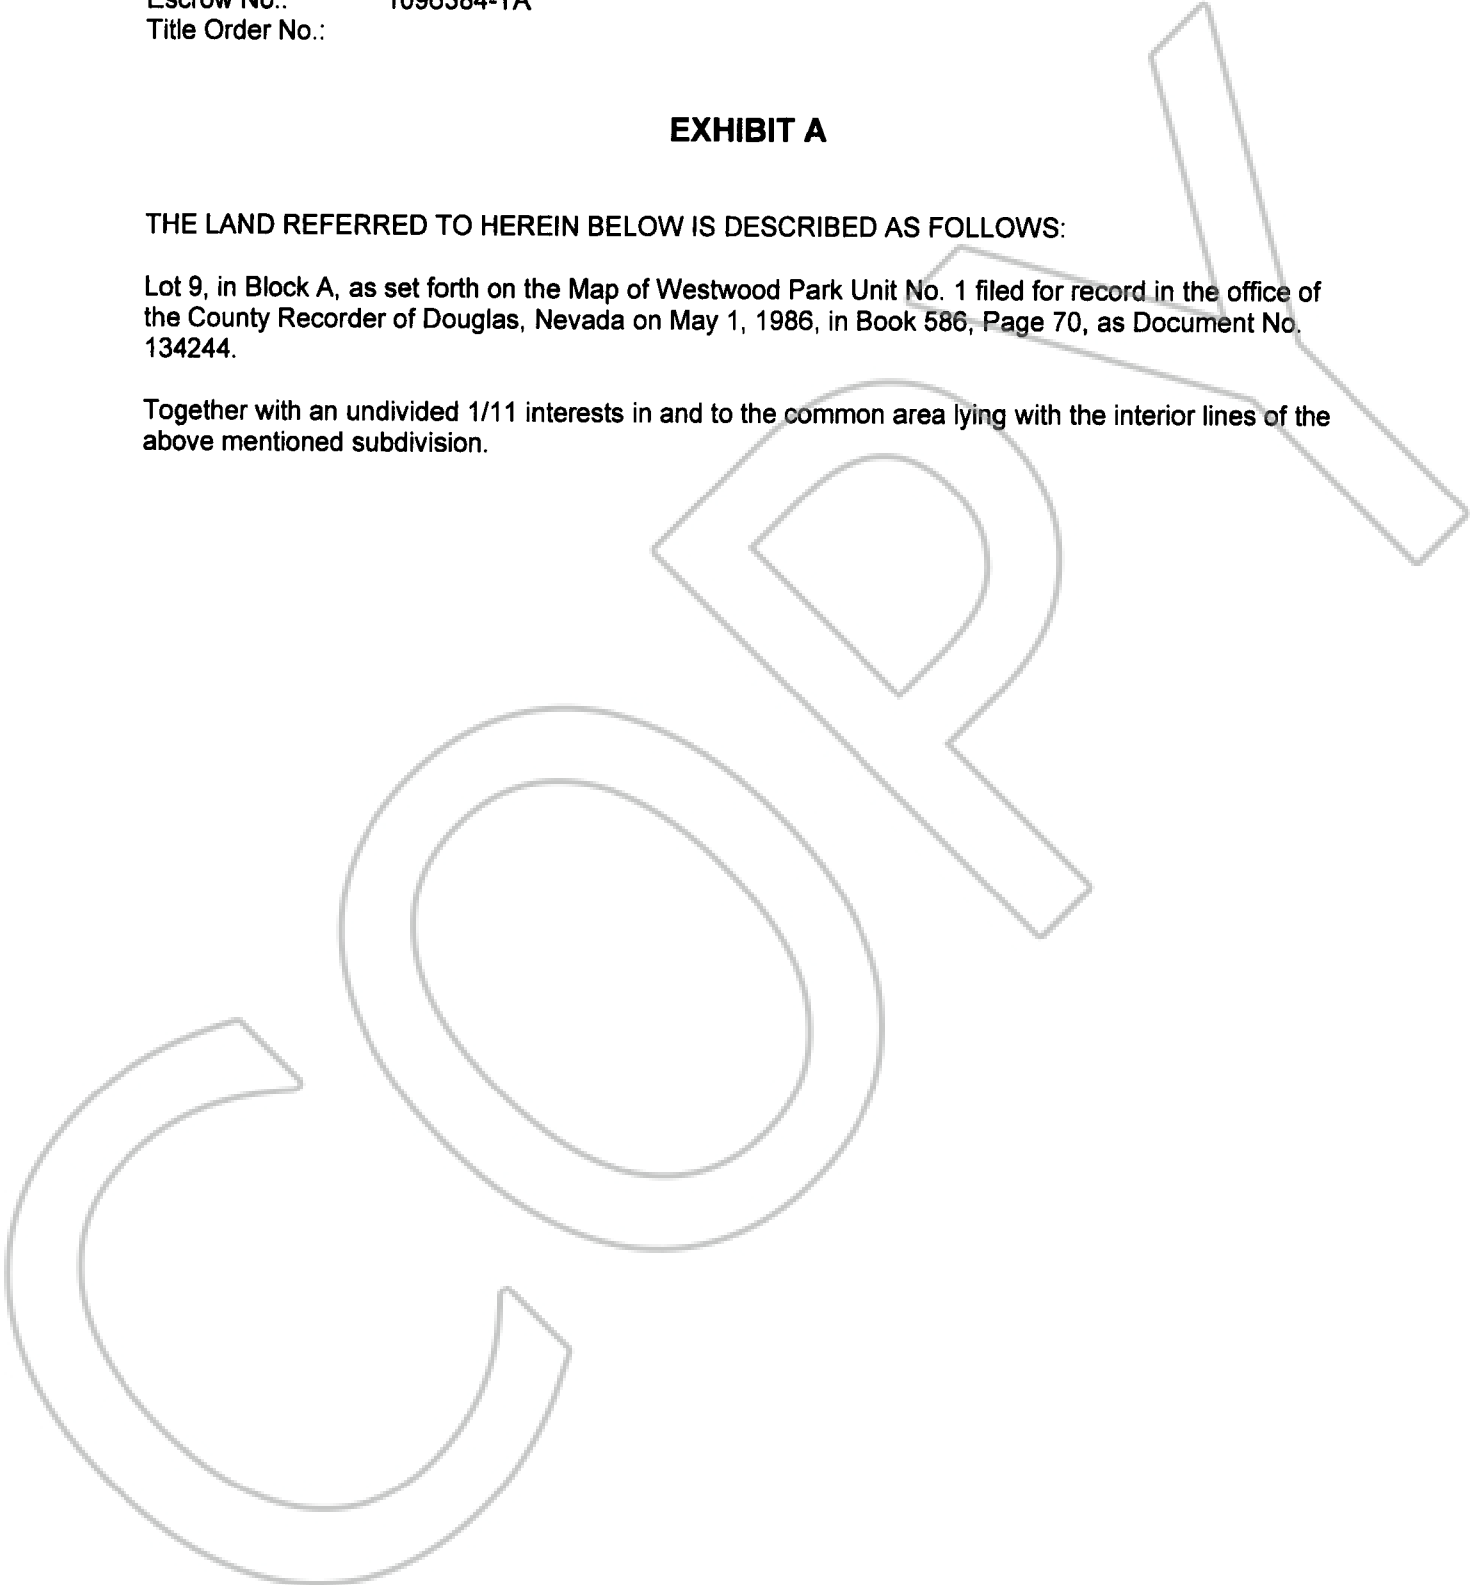 Escrow No.: 1096384-TA
Title Order No.:
EXHIBIT A
THE LAND REFERRED TO HEREIN BELOW IS DESCRIBED AS FOLLOWS:
Lot 9, in Block A, as set forth on the Map of Westwood Park Unit No. 1 filed for record in the office of
the County Recorder of Douglas, Nevada on May 1, 1986, in Book 586, Page 70, as Document No.
134244.
Together with an undivided 1/11 interests in and to the common area lying with the interior lines of the
above mentioned subdivision.
COPY